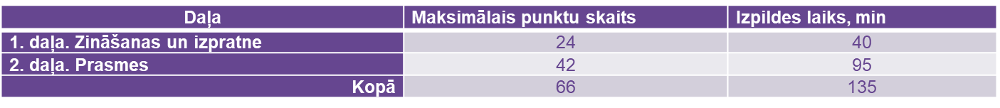 Daļa Maksimālais punktu skaits Izpildes laiks, min
1. daļa. Zināšanas un izpratne 24 40
2. daļa. Prasmes 42 95
Kopā 66 135